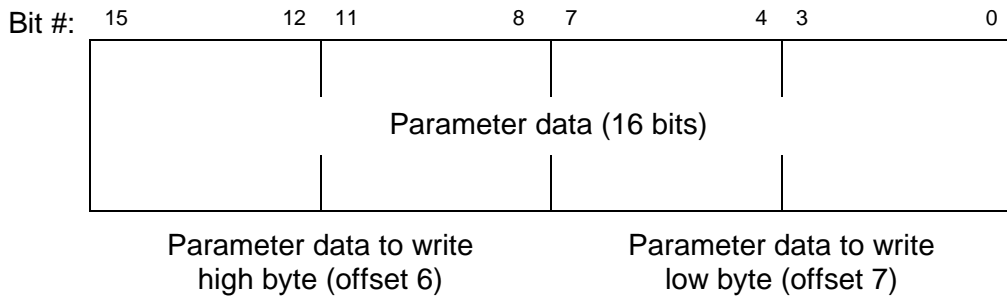 Bit #: 15 12 11 8 7 4 3 0
Parameter data (16 bits)
Parameter data to write
high byte (offset 6)
Parameter data to write
low byte (offset 7)